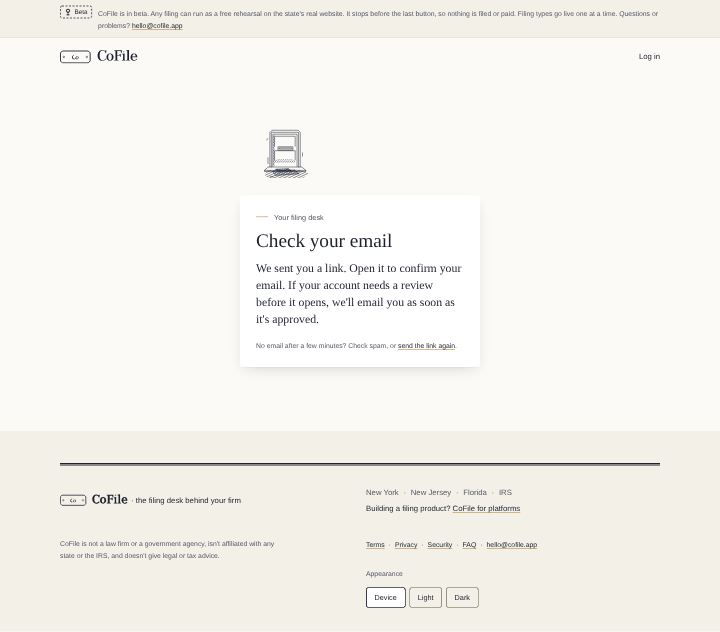 Beta
CoFile is in beta. Any filing can run as a free rehearsal on the state's real website. It stops before the last button, so nothing is filed or paid. Filing types go live one at a time. Questions or
problems? hello@cofile.app
Co CoFile
Log in
Your filing desk
Check your email
We sent you a link. Open it to confirm your
email. If your account needs a review
before it opens, we'll email you as soon as
it's approved.
No email after a few minutes? Check spam, or send the link again.
Co CoFile · the filing desk behind your firm
CoFile is not a law firm or a government agency, isn't affiliated with any
state or the IRS, and doesn't give legal or tax advice.
New York · New Jersey · Florida · IRS
Building a filing product? CoFile for platforms
Terms · Privacy · Security · FAQ · hello@cofile.app
Appearance
Device Light Dark